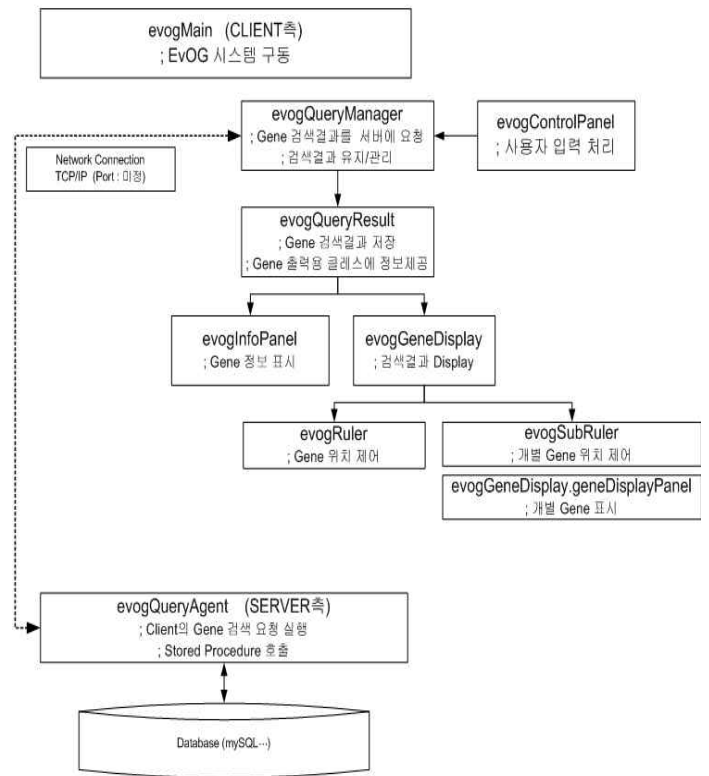 evogMain (CLIENT측)
; EvOG 시스템 구동
evogQueryManager
; Gene 검색결과를 서버에 요청
; 검색결과 유지/관리
evogControlPanel
; 사용자 입력 처리
Network Connection
TCP/IP (Port : 미정)
evogQueryResult
; Gene 검색결과 저장
; Gene 출력용 클레스에 정보제공
evogInfoPanel
; Gene 정보 표시
evogGeneDisplay
; 검색결과 Display
evogRuler
; Gene 위치 제어
evogSubRuler
; 개별 Gene 위치 제어
evogGeneDisplay.geneDisplayPanel
; 개별 Gene 표시
evogQueryAgent (SERVER측)
; Client의 Gene 검색 요청 실행
; Stored Procedure 호출
Database (mySQL···)